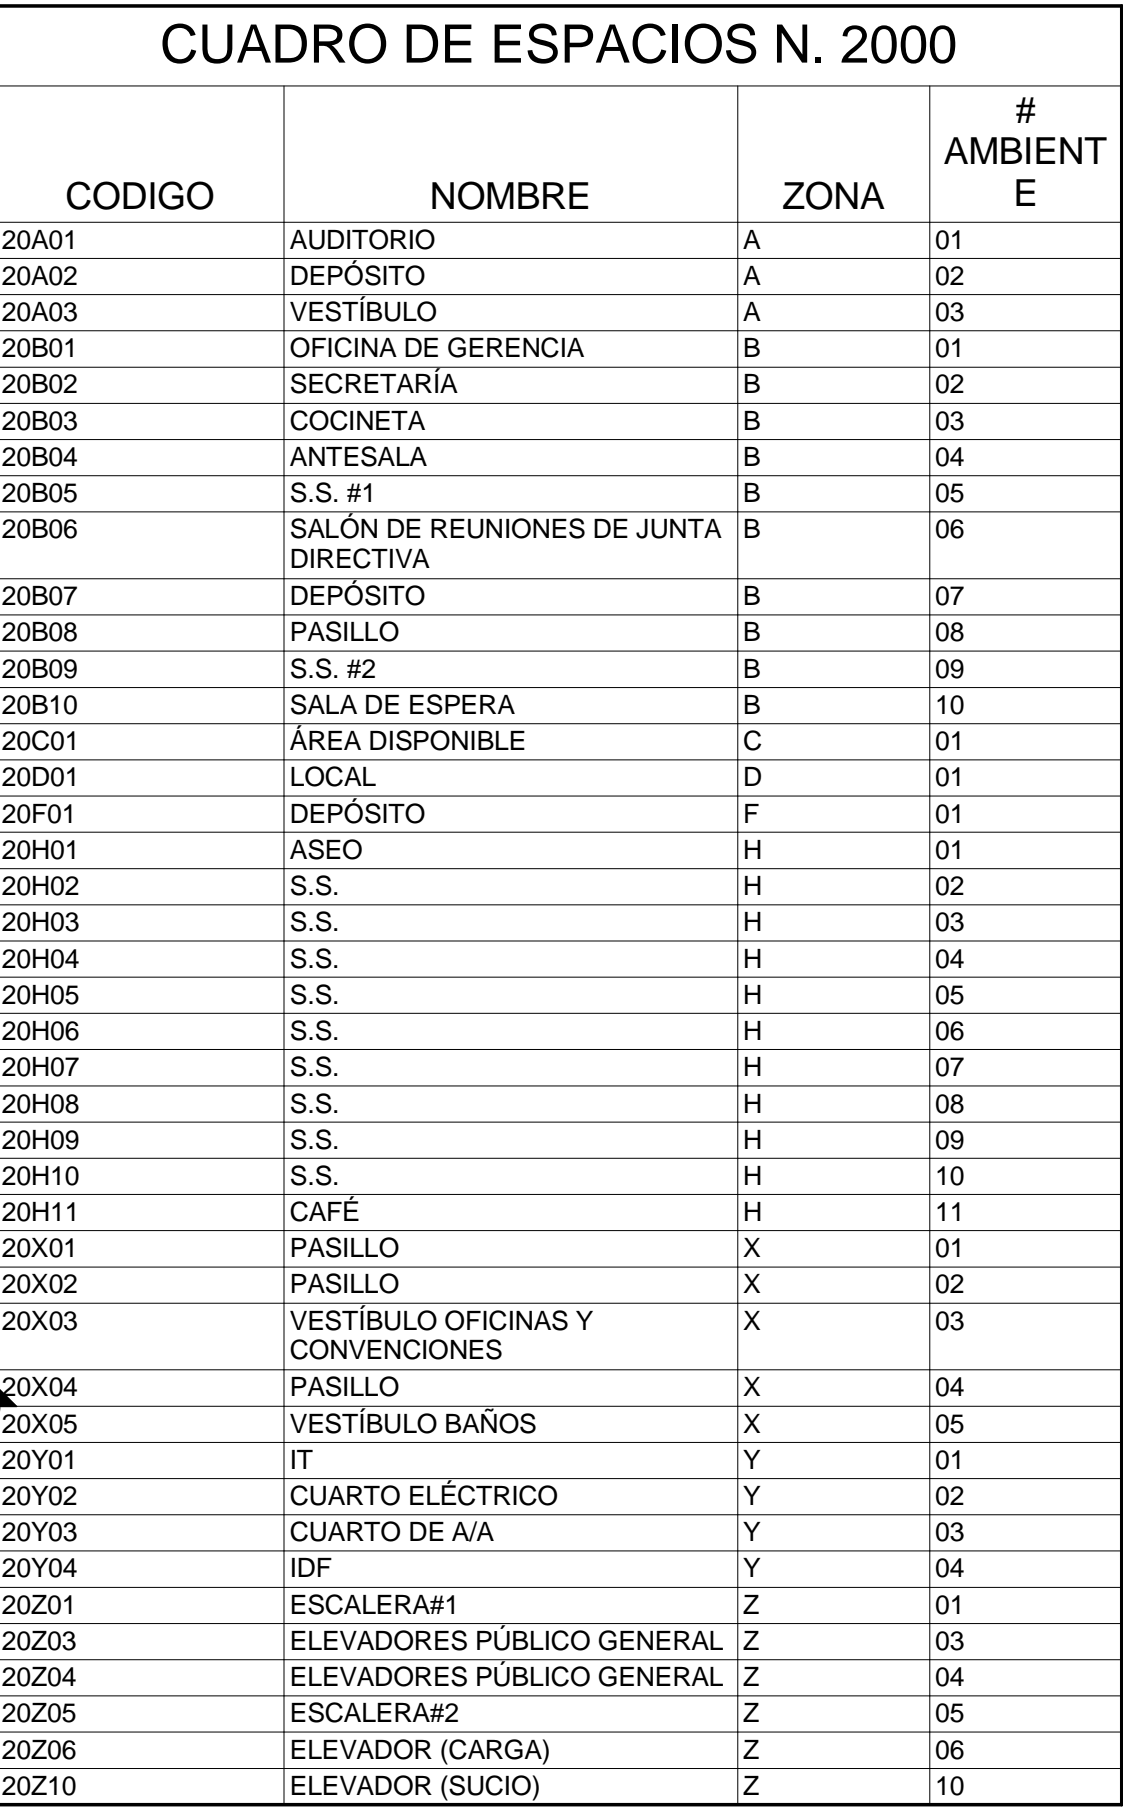 CUADRO DE ESPACIOS N. 2000
CODIGO NOMBRE ZONA # AMBIENT
E
20A01 AUDITORIO A 01
20A02 DEPÓSITO A 02
20A03 VESTÍBULO A 03
20B01 OFICINA DE GERENCIA B 01
20B02 SECRETARÍA B 02
20B03 COCINETA B 03
20B04 ANTESALA B 04
20B05 S.S. #1 B 05
20B06 SALÓN DE REUNIONES DE JUNTA B 06
DIRECTIVA
20B07 DEPÓSITO B 07
20B08 PASILLO B 08
20B09 S.S. #2 B 09
20B10 SALA DE ESPERA B 10
20C01 ÁREA DISPONIBLE C 01
20D01 LOCAL D 01
20F01 DEPÓSITO F 01
20H01 ASEO H 01
20H02 S.S. H 02
20H03 S.S. H 03
20H04 S.S. H 04
20H05 S.S. H 05
20H06 S.S. H 06
20H07 S.S. H 07
20H08 S.S. H 08
20H09 S.S. H 09
20H10 S.S. H 10
20H11 CAFÉ H 11
20X01 PASILLO X 01
20X02 PASILLO X 02
20X03 VESTÍBULO OFICINAS Y X 03
CONVENCIONES
20X04 PASILLO X 04
20X05 VESTÍBULO BAÑOS X 05
20Y01 IT Y 01
20Y02 CUARTO ELÉCTRICO Y 02
20Y03 CUARTO DE A/A Y 03
20Y04 IDF Y 04
20Z01 ESCALERA#1 Z 01
20Z03 ELEVADORES PÚBLICO GENERAL Z 03
20Z04 ELEVADORES PÚBLICO GENERAL Z 04
20Z05 ESCALERA#2 Z 05
20Z06 ELEVADOR (CARGA) Z 06
20Z10 ELEVADOR (SUCIO) Z 10